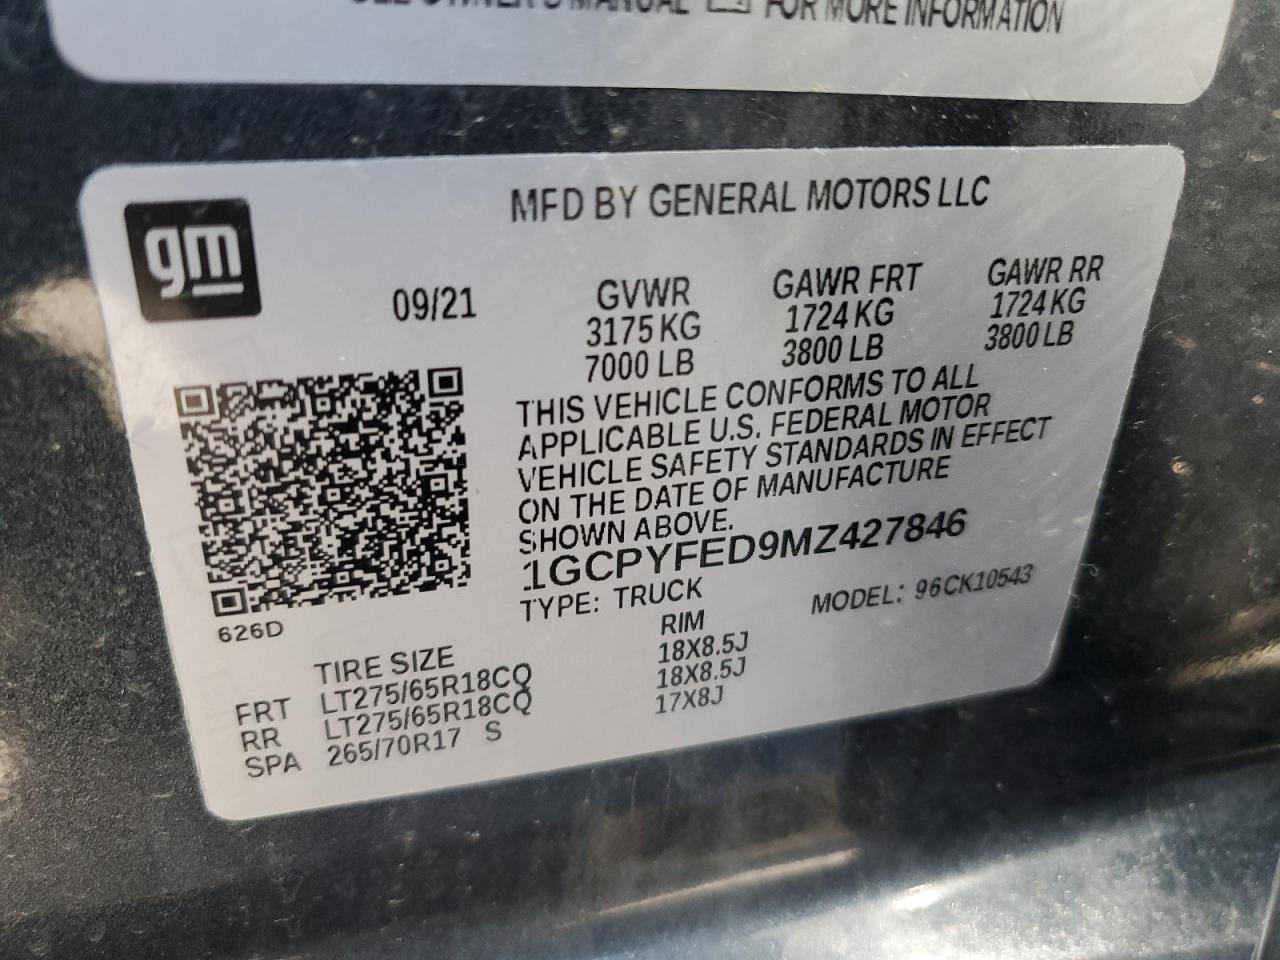 SEE OWNER'S MANUAL FOR MORE INFORMATION
gm
MFD BY GENERAL MOTORS LLC
09/21
GVWR GAWR FRT GAWR RR
3175 KG 1724 KG 1724 KG
7000 LB 3800 LB 3800 LB
THIS VEHICLE CONFORMS TO ALL
APPLICABLE U.S. FEDERAL MOTOR
VEHICLE SAFETY STANDARDS IN EFFECT
ON THE DATE OF MANUFACTURE
SHOWN ABOVE.
1GCPYFED9MZ427846
TYPE: TRUCK MODEL: 96CK10543
626D
TIRE SIZE RIM
FRT LT275/65R18CQ 18X8.5J
RR LT275/65R18CQ 18X8.5J
SPA 265/70R17 S 17X8J